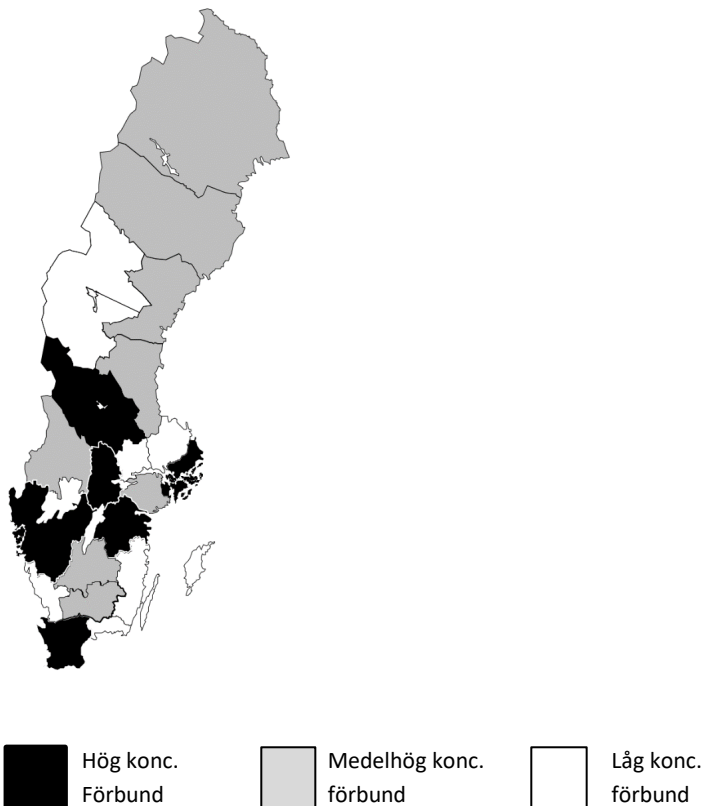 Hög konc.
Förbund
Medelhög konc.
förbund
Låg konc.
förbund